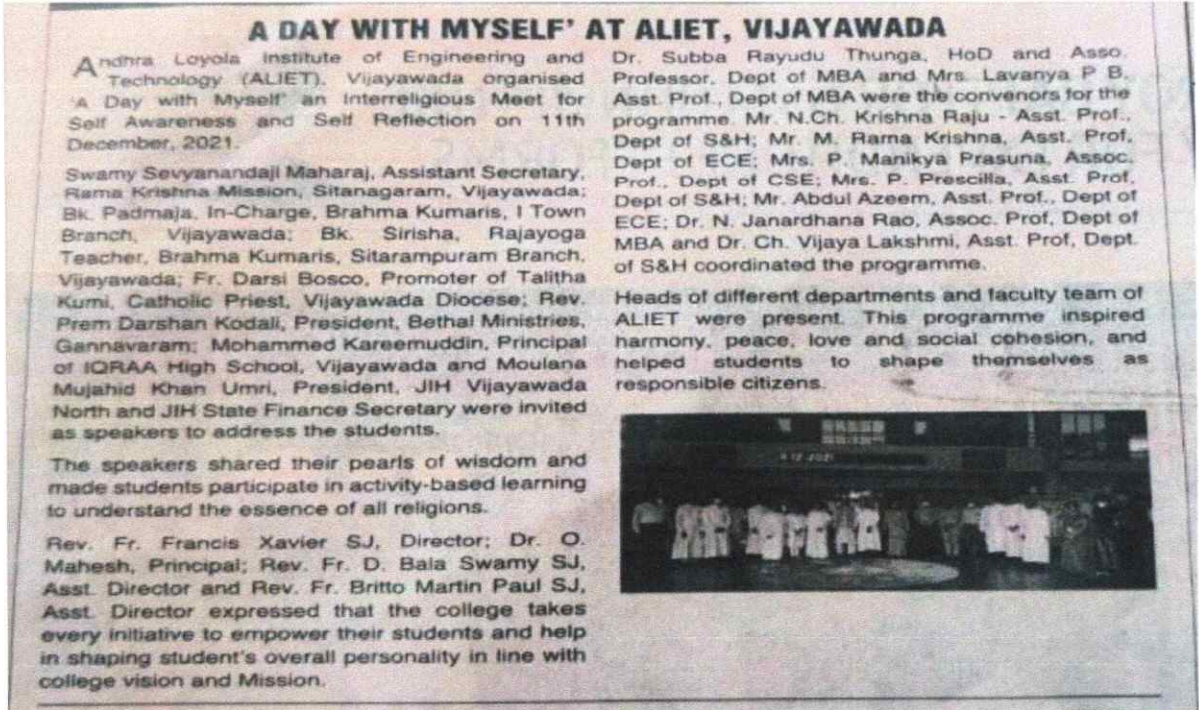 A DAY WITH MYSELF' AT ALIET, VIJAYAWADA
Andhra Loyola Institute of Engineering and
Technology (ALIET), Vijayawada organised
'A Day with Myself' an Interreligious Meet for
Self Awareness and Self Reflection on 11th
December, 2021.
Swamy Sevyanandaji Maharaj, Assistant Secretary,
Rama Krishna Mission, Sitanagaram, Vijayawada;
Bk. Padmaja, In-Charge, Brahma Kumaris, I Town
Branch, Vijayawada; Bk. Sirisha, Rajayoga
Teacher, Brahma Kumaris, Sitarampuram Branch,
Vijayawada; Fr. Darsi Bosco, Promoter of Talitha
Kumi, Catholic Priest, Vijayawada Diocese; Rev.
Prem Darshan Kodali, President, Bethal Ministries,
Gannavaram; Mohammed Kareemuddin, Principal
of IQRAA High School, Vijayawada and Moulana
Mujahid Khan Umri, President, JIH Vijayawada
North and JIH State Finance Secretary were invited
as speakers to address the students.
The speakers shared their pearls of wisdom and
made students participate in activity-based learning
to understand the essence of all religions.
Rev. Fr. Francis Xavier SJ, Director; Dr. O.
Mahesh, Principal; Rev. Fr. D. Bala Swamy SJ,
Asst. Director and Rev. Fr. Britto Martin Paul SJ,
Asst. Director expressed that the college takes
every initiative to empower their students and help
in shaping student's overall personality in line with
college vision and Mission.
Dr. Subba Rayudu Thunga, HoD and Asso.
Professor, Dept of MBA and Mrs. Lavanya P B,
Asst. Prof., Dept of MBA were the convenors for the
programme. Mr. N.Ch. Krishna Raju - Asst. Prof.,
Dept of S&H; Mr. M. Rama Krishna, Asst. Prof,
Dept of ECE; Mrs. P. Manikya Prasuna, Assoc.
Prof., Dept of CSE; Mrs. P. Prescilla, Asst. Prof,
Dept of S&H; Mr. Abdul Azeem, Asst. Prof., Dept of
ECE; Dr. N. Janardhana Rao, Assoc. Prof, Dept of
MBA and Dr. Ch. Vijaya Lakshmi, Asst. Prof, Dept.
of S&H coordinated the programme.
Heads of different departments and faculty team of
ALIET were present. This programme inspired
harmony, peace, love and social cohesion, and
helped students to shape themselves as
responsible citizens.